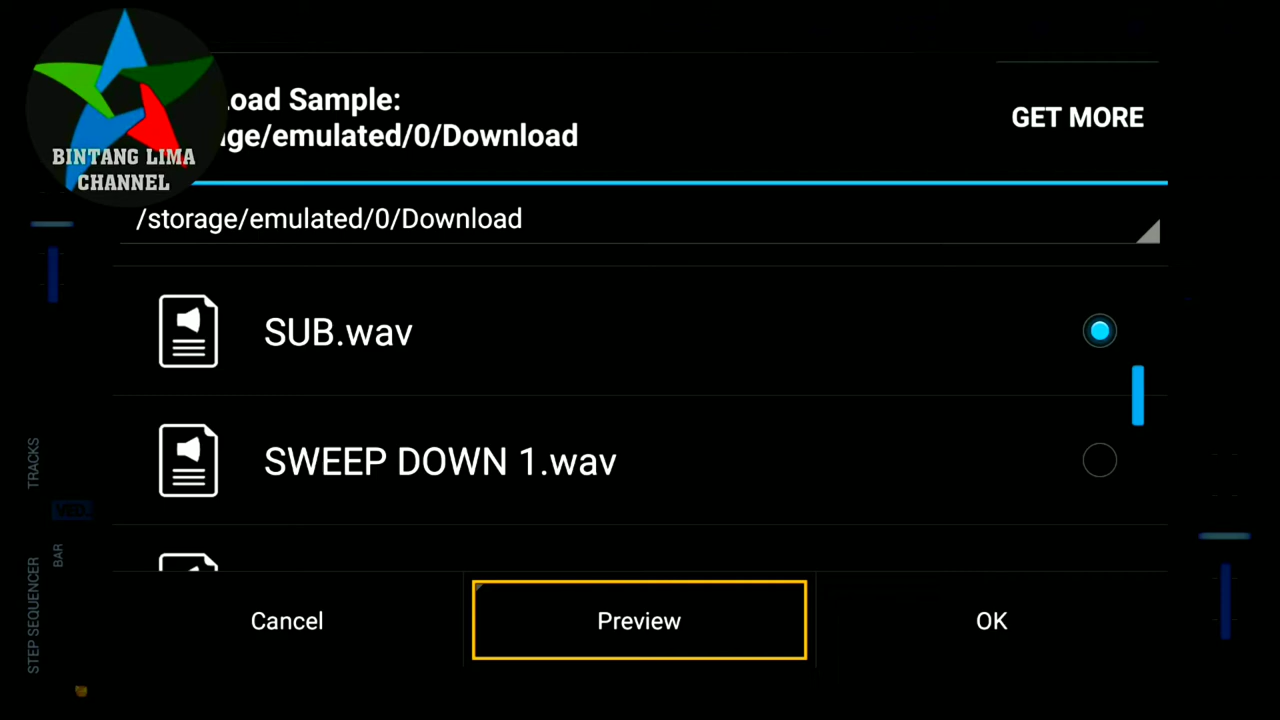 BINTANG LIMA
CHANNEL
oad Sample:
age/emulated/0/Download
GET MORE
/storage/emulated/0/Download
SUB.wav
SWEEP DOWN 1.wav
TRACKS
BAR
STEP SEQUENCER
Cancel
Preview
OK